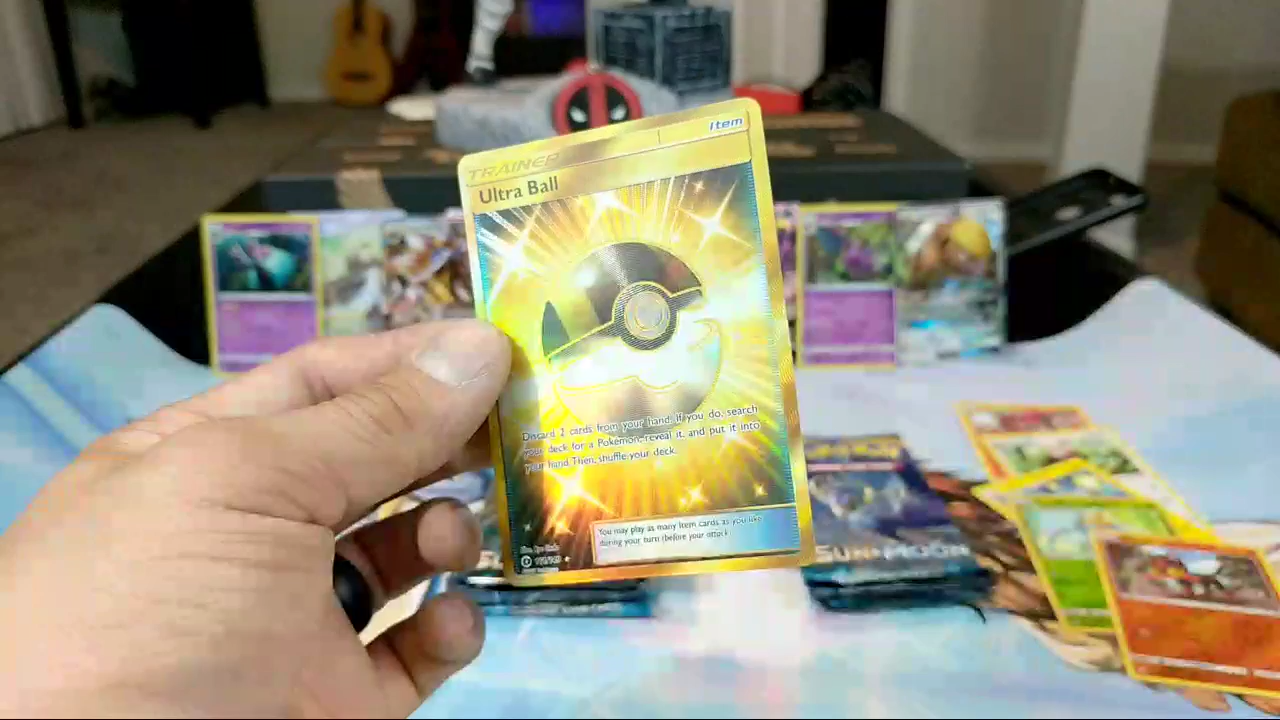 TRAINER
Item
Ultra Ball
Discard 2 cards from your hand. If you do, search
your deck for a Pokémon, reveal it, and put it into
your hand. Then, shuffle your deck.
You may play as many Item cards as you like
during your turn (before your attack
SUN MOON